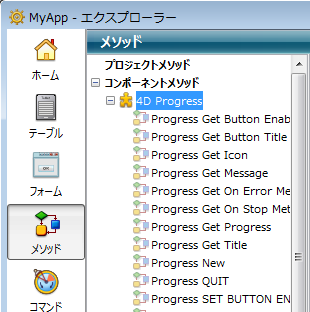 MyApp - エクスプローラー
ホーム
テーブル
フォーム
メソッド
コマンド
メソッド
プロジェクトメソッド
コンポーネントメソッド
4D Progress
Progress Get Button Enab
Progress Get Button Title
Progress Get Icon
Progress Get Message
Progress Get On Error Me
Progress Get On Stop Met
Progress Get Progress
Progress Get Title
Progress New
Progress QUIT
Progress SET BUTTON EN